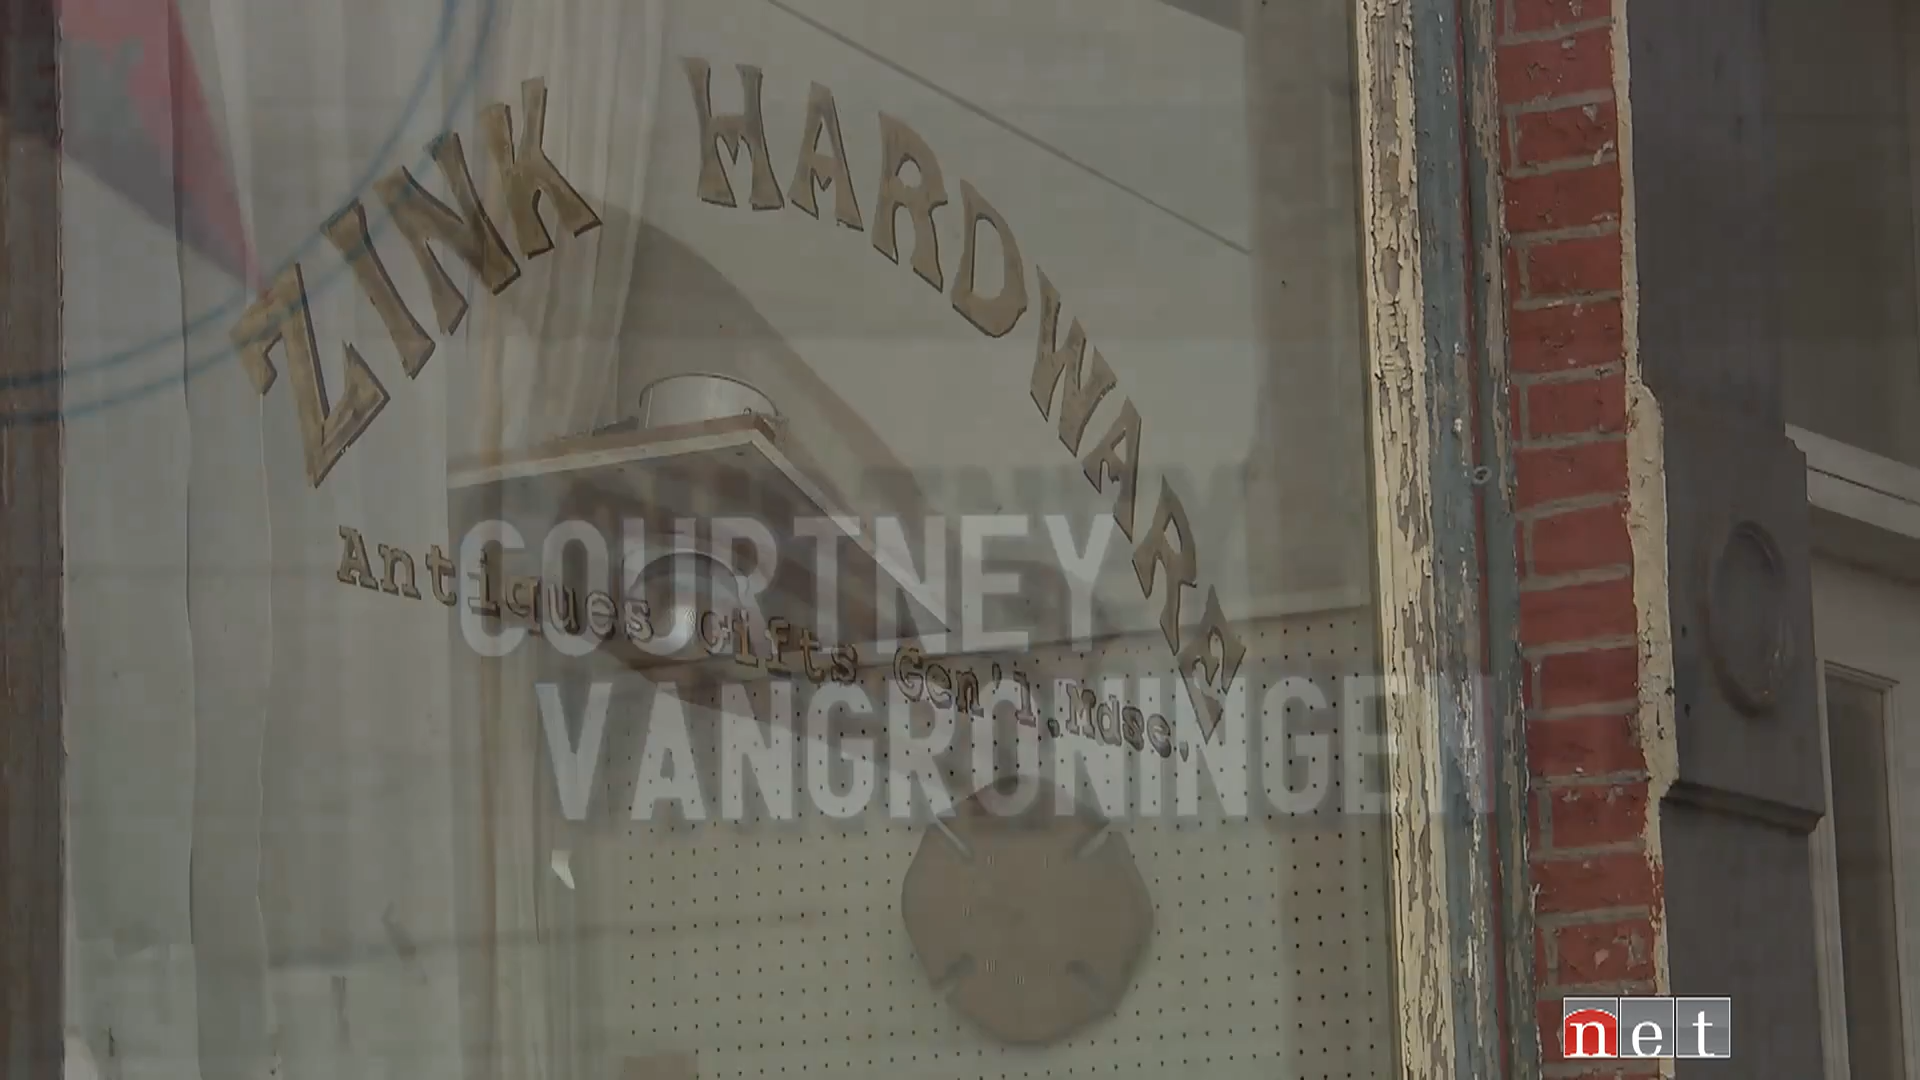 ZINK HARDWARE
Antiques Gifts Gen'l. Mdse.
COURTNEY
VANGRONINGEN
net